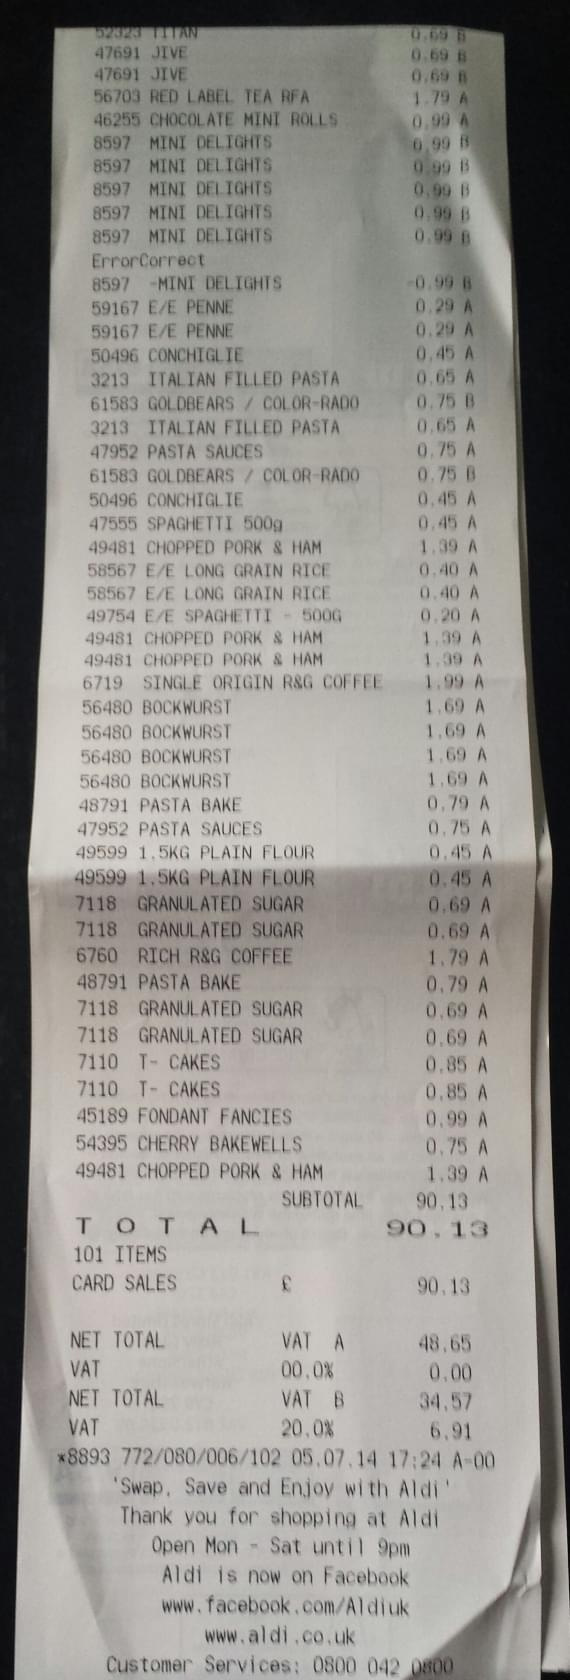 52323 TITAN 0.69 B
47691 JIVE 0.69 B
47691 JIVE 0.69 B
56703 RED LABEL TEA RFA 1.79 A
46255 CHOCOLATE MINI ROLLS 0.99 A
8597 MINI DELIGHTS 0.99 B
8597 MINI DELIGHTS 0.99 B
8597 MINI DELIGHTS 0.99 B
8597 MINI DELIGHTS 0.99 B
8597 MINI DELIGHTS 0.99 B
ErrorCorrect
8597 -MINI DELIGHTS -0.99 B
59167 E/E PENNE 0.29 A
59167 E/E PENNE 0.29 A
50496 CONCHIGLIE 0.45 A
3213 ITALIAN FILLED PASTA 0.65 A
61583 GOLDBEARS / COLOR-RADO 0.75 B
3213 ITALIAN FILLED PASTA 0.65 A
47952 PASTA SAUCES 0.75 A
61583 GOLDBEARS / COLOR-RADO 0.75 B
50496 CONCHIGLIE 0.45 A
47555 SPAGHETTI 500g 0.45 A
49481 CHOPPED PORK & HAM 1.39 A
58567 E/E LONG GRAIN RICE 0.40 A
58567 E/E LONG GRAIN RICE 0.40 A
49754 E/E SPAGHETTI - 500G 0.20 A
49481 CHOPPED PORK & HAM 1.39 A
49481 CHOPPED PORK & HAM 1.39 A
6719 SINGLE ORIGIN R&G COFFEE 1.99 A
56480 BOCKWURST 1.69 A
56480 BOCKWURST 1.69 A
56480 BOCKWURST 1.69 A
56480 BOCKWURST 1.69 A
48791 PASTA BAKE 0.79 A
47952 PASTA SAUCES 0.75 A
49599 1.5KG PLAIN FLOUR 0.45 A
49599 1.5KG PLAIN FLOUR 0.45 A
7118 GRANULATED SUGAR 0.69 A
7118 GRANULATED SUGAR 0.69 A
6760 RICH R&G COFFEE 1.79 A
48791 PASTA BAKE 0.79 A
7118 GRANULATED SUGAR 0.69 A
7118 GRANULATED SUGAR 0.69 A
7110 T- CAKES 0.85 A
7110 T- CAKES 0.85 A
45189 FONDANT FANCIES 0.99 A
54395 CHERRY BAKEWELLS 0.75 A
49481 CHOPPED PORK & HAM 1.39 A
SUBTOTAL 90.13
T O T A L 90.13
101 ITEMS
CARD SALES £ 90.13
NET TOTAL VAT A 48.65
VAT 00.0% 0.00
NET TOTAL VAT B 34.57
VAT 20.0% 6.91
*8893 772/080/006/102 05.07.14 17:24 A-00
'Swap, Save and Enjoy with Aldi'
Thank you for shopping at Aldi
Open Mon - Sat until 9pm
Aldi is now on Facebook
www.facebook.com/Aldiuk
www.aldi.co.uk
Customer Services: 0800 042 0800